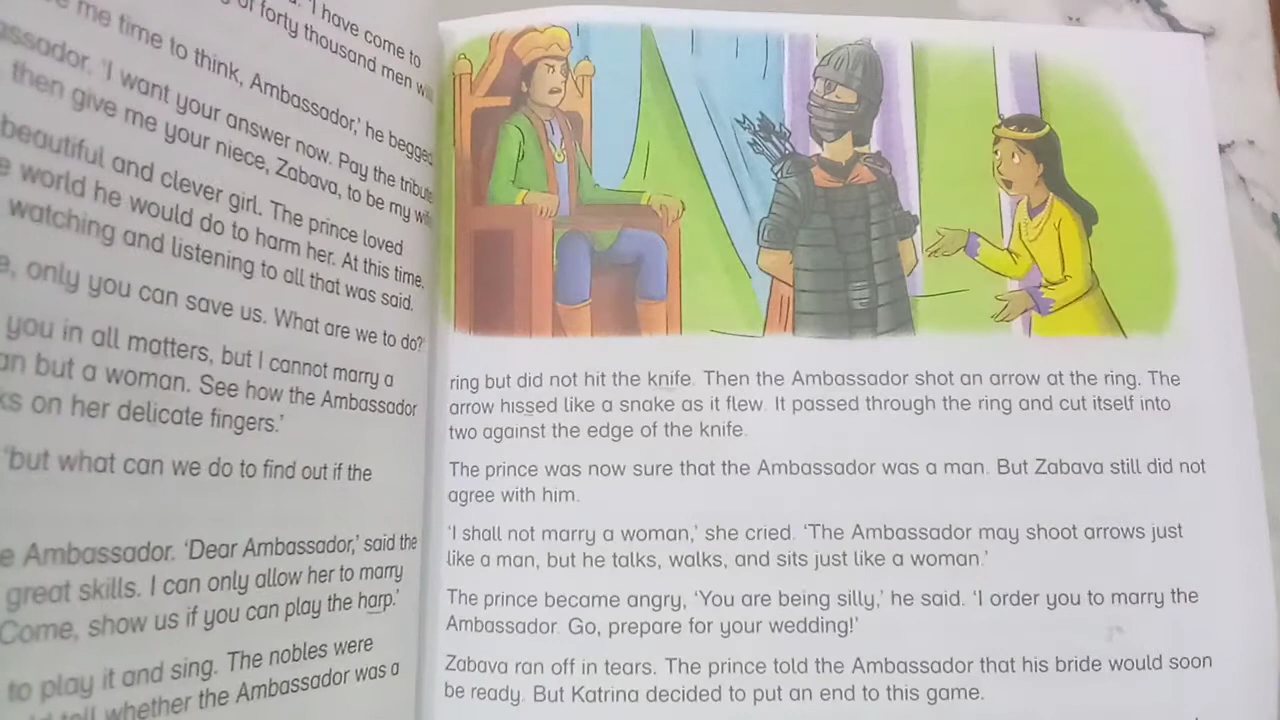 'I have come to
of forty thousand men
me time to think, Ambassador,' he begged
'I want your answer now. Pay the tribute
then give me your niece, Zabava, to be my
beautiful and clever girl. The prince loved
world he would do to harm her. At this time,
watching and listening to all that was said.
only you can save us. What are we to do?'
you in all matters, but I cannot marry a
but a woman. See how the Ambassador
on her delicate fingers.'
'but what can we do to find out if the
Ambassador. 'Dear Ambassador,' said the
great skills. I can only allow her to marry
Come, show us if you can play the harp.'
to play it and sing. The nobles were
whether the Ambassador was a
ring but did not hit the knife. Then the Ambassador shot an arrow at the ring. The
arrow hissed like a snake as it flew. It passed through the ring and cut itself into
two against the edge of the knife.
The prince was now sure that the Ambassador was a man. But Zabava still did not
agree with him.
'I shall not marry a woman,' she cried. 'The Ambassador may shoot arrows just
like a man, but he talks, walks, and sits just like a woman.'
The prince became angry, 'You are being silly,' he said. 'I order you to marry the
Ambassador. Go, prepare for your wedding!'
Zabava ran off in tears. The prince told the Ambassador that his bride would soon
be ready. But Katrina decided to put an end to this game.